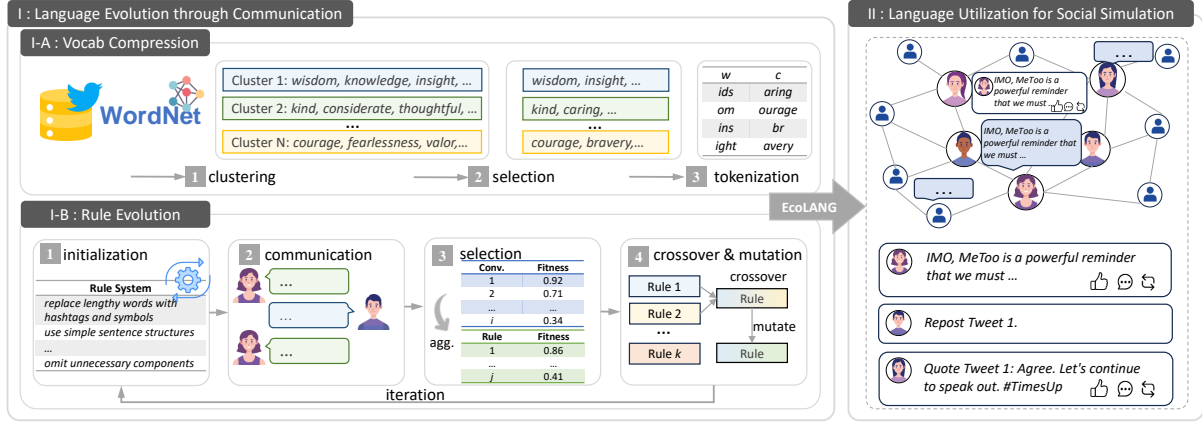 I : Language Evolution through Communication
I-A : Vocab Compression
WordNet
Cluster 1: wisdom, knowledge, insight, ...
Cluster 2: kind, considerate, thoughtful, ...
...
Cluster N: courage, fearlessness, valor,...
wisdom, insight, ...
kind, caring, ...
...
courage, bravery,...
w c
ids aring
om ourage
ins br
ight avery
1 clustering
2 selection
3 tokenization
I-B : Rule Evolution
1 initialization
Rule System
replace lengthy words with
hashtags and symbols
use simple sentence structures
...
omit unnecessary components
2 communication
...
...
...
3 selection
Conv. Fitness
1 0.92
2 0.71
... ...
i 0.34
agg.
Rule Fitness
1 0.86
... ...
j 0.41
4 crossover & mutation
crossover
Rule 1
Rule 2
...
Rule k
Rule
mutate
Rule
iteration
EcoLANG
II : Language Utilization for Social Simulation
...
IMO, MeToo is a
powerful reminder
that we must ...
IMO, MeToo is a
powerful reminder that
we must ...
...
IMO, MeToo is a powerful reminder
that we must ...
Repost Tweet 1.
Quote Tweet 1: Agree. Let's continue
to speak out. #TimesUp